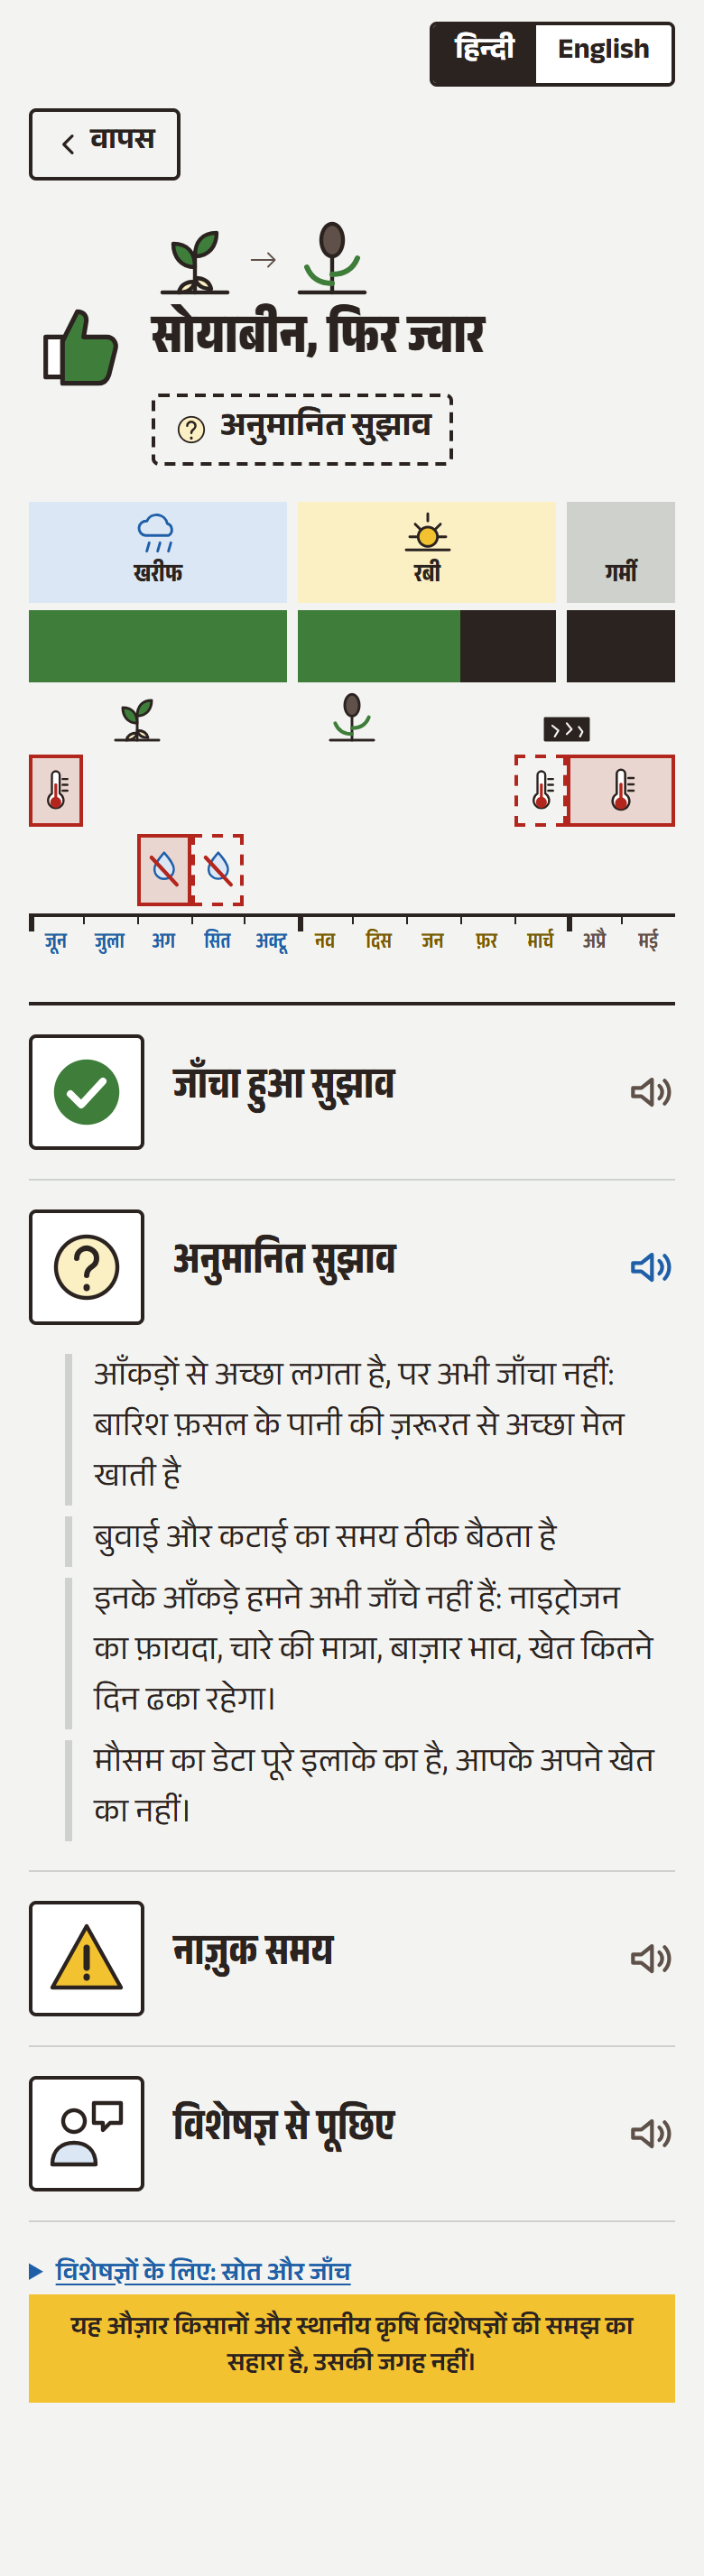 हिन्दी English
वापस
सोयाबीन, फिर ज्वार
अनुमानित सुझाव
खरीफ रबी गर्मी
जून जुला अग सित अक्टू नव दिस जन फ़र मार्च अप्रै मई
जाँचा हुआ सुझाव
अनुमानित सुझाव
आँकड़ों से अच्छा लगता है, पर अभी जाँचा नहीं:
बारिश फ़सल के पानी की ज़रूरत से अच्छा मेल
खाती है
बुवाई और कटाई का समय ठीक बैठता है
इनके आँकड़े हमने अभी जाँचे नहीं हैं: नाइट्रोजन
का फ़ायदा, चारे की मात्रा, बाज़ार भाव, खेत कितने
दिन ढका रहेगा।
मौसम का डेटा पूरे इलाके का है, आपके अपने खेत
का नहीं।
नाज़ुक समय
विशेषज्ञ से पूछिए
विशेषज्ञों के लिए: स्रोत और जाँच
यह औज़ार किसानों और स्थानीय कृषि विशेषज्ञों की समझ का
सहारा है, उसकी जगह नहीं।